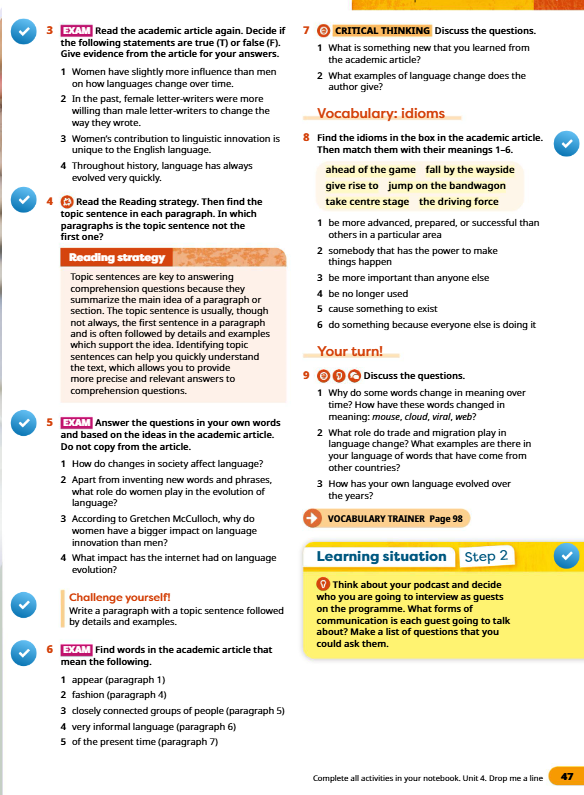 3 EXAM Read the academic article again. Decide if
the following statements are true (T) or false (F).
Give evidence from the article for your answers.
1 Women have slightly more influence than men
on how languages change over time.
2 In the past, female letter-writers were more
willing than male letter-writers to change the
way they wrote.
3 Women's contribution to linguistic innovation is
unique to the English language.
4 Throughout history, language has always
evolved very quickly.
4 Read the Reading strategy. Then find the
topic sentence in each paragraph. In which
paragraphs is the topic sentence not the
first one?
Reading strategy
Topic sentences are key to answering
comprehension questions because they
summarize the main idea of a paragraph or
section. The topic sentence is usually, though
not always, the first sentence in a paragraph
and is often followed by details and examples
which support the idea. Identifying topic
sentences can help you quickly understand
the text, which allows you to provide
more precise and relevant answers to
comprehension questions.
5 EXAM Answer the questions in your own words
and based on the ideas in the academic article.
Do not copy from the article.
1 How do changes in society affect language?
2 Apart from inventing new words and phrases,
what role do women play in the evolution of
language?
3 According to Gretchen McCulloch, why do
women have a bigger impact on language
innovation than men?
4 What impact has the internet had on language
evolution?
Challenge yourself!
Write a paragraph with a topic sentence followed
by details and examples.
6 EXAM Find words in the academic article that
mean the following.
1 appear (paragraph 1)
2 fashion (paragraph 4)
3 closely connected groups of people (paragraph 5)
4 very informal language (paragraph 6)
5 of the present time (paragraph 7)
7 CRITICAL THINKING Discuss the questions.
1 What is something new that you learned from
the academic article?
2 What examples of language change does the
author give?
Vocabulary: idioms
8 Find the idioms in the box in the academic article.
Then match them with their meanings 1–6.
ahead of the game fall by the wayside
give rise to jump on the bandwagon
take centre stage the driving force
1 be more advanced, prepared, or successful than
others in a particular area
2 somebody that has the power to make
things happen
3 be more important than anyone else
4 be no longer used
5 cause something to exist
6 do something because everyone else is doing it
Your turn!
9 Discuss the questions.
1 Why do some words change in meaning over
time? How have these words changed in
meaning: mouse, cloud, viral, web?
2 What role do trade and migration play in
language change? What examples are there in
your language of words that have come from
other countries?
3 How has your own language evolved over
the years?
VOCABULARY TRAINER Page 98
Learning situation Step 2
Think about your podcast and decide
who you are going to interview as guests
on the programme. What forms of
communication is each guest going to talk
about? Make a list of questions that you
could ask them.
Complete all activities in your notebook. Unit 4. Drop me a line 47